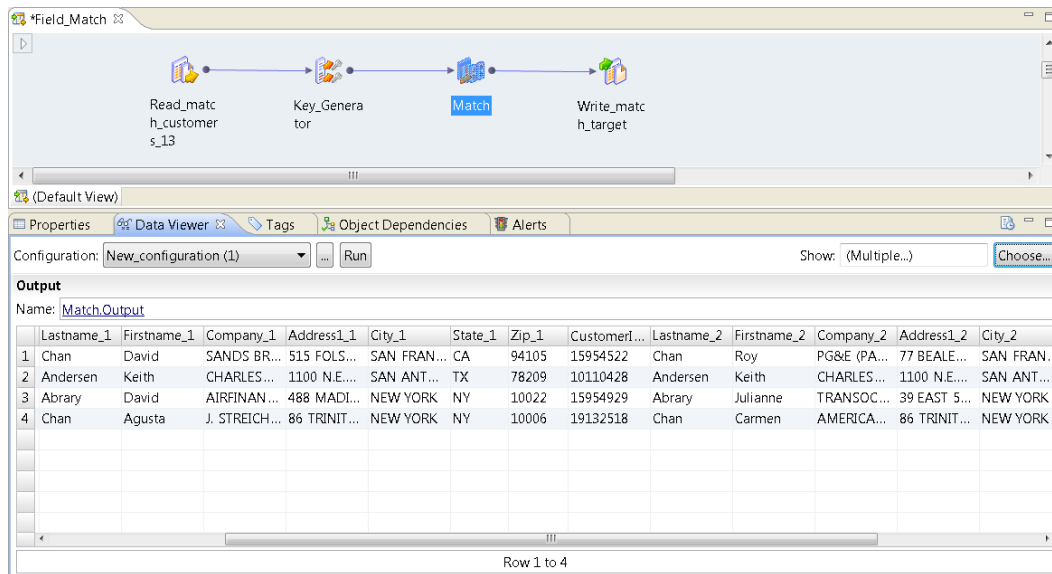 *Field_Match
Read_matc
h_customer
s_13
Key_Genera
tor
Match
Write_matc
h_target
(Default View)
Properties Data Viewer Tags Object Dependencies Alerts
Configuration: New_configuration (1) ... Run Show: (Multiple...) Choose...
Output
Name: Match.Output
Lastname_1 Firstname_1 Company_1 Address1_1 City_1 State_1 Zip_1 CustomerI... Lastname_2 Firstname_2 Company_2 Address1_2 City_2
1 Chan David SANDS BR... 515 FOLS... SAN FRAN... CA 94105 15954522 Chan Roy PG&E (PA... 77 BEALE... SAN FRAN.
2 Andersen Keith CHARLES... 1100 N.E.... SAN ANT... TX 78209 10110428 Andersen Keith CHARLES... 1100 N.E.... SAN ANT...
3 Abrary David AIRFINAN... 488 MADI... NEW YORK NY 10022 15954929 Abrary Julianne TRANSOC... 39 EAST 5... NEW YORK
4 Chan Agusta J. STREICH... 86 TRINIT... NEW YORK NY 10006 19132518 Chan Carmen AMERICA... 86 TRINIT... NEW YORK
Row 1 to 4